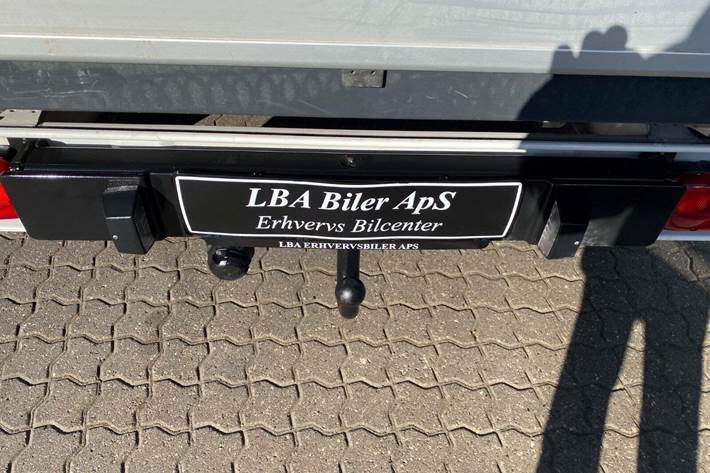 LBA Biler ApS
Erhvervs Bilcenter
LBA ERHVERVSBILER APS